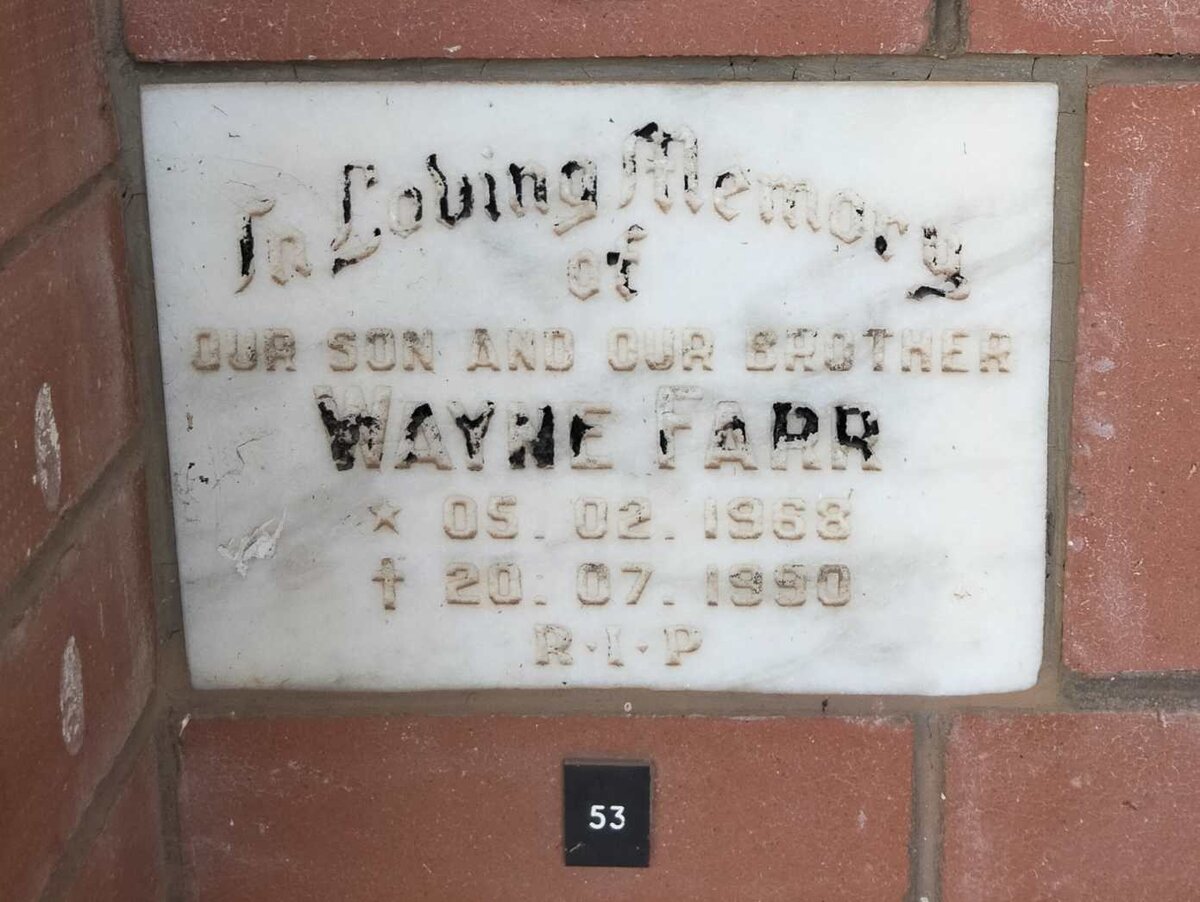 In Loving Memory
of
OUR SON AND OUR BROTHER
WAYNE FARR
★ 05. 02. 1968
† 20. 07. 1990
R·I·P
53